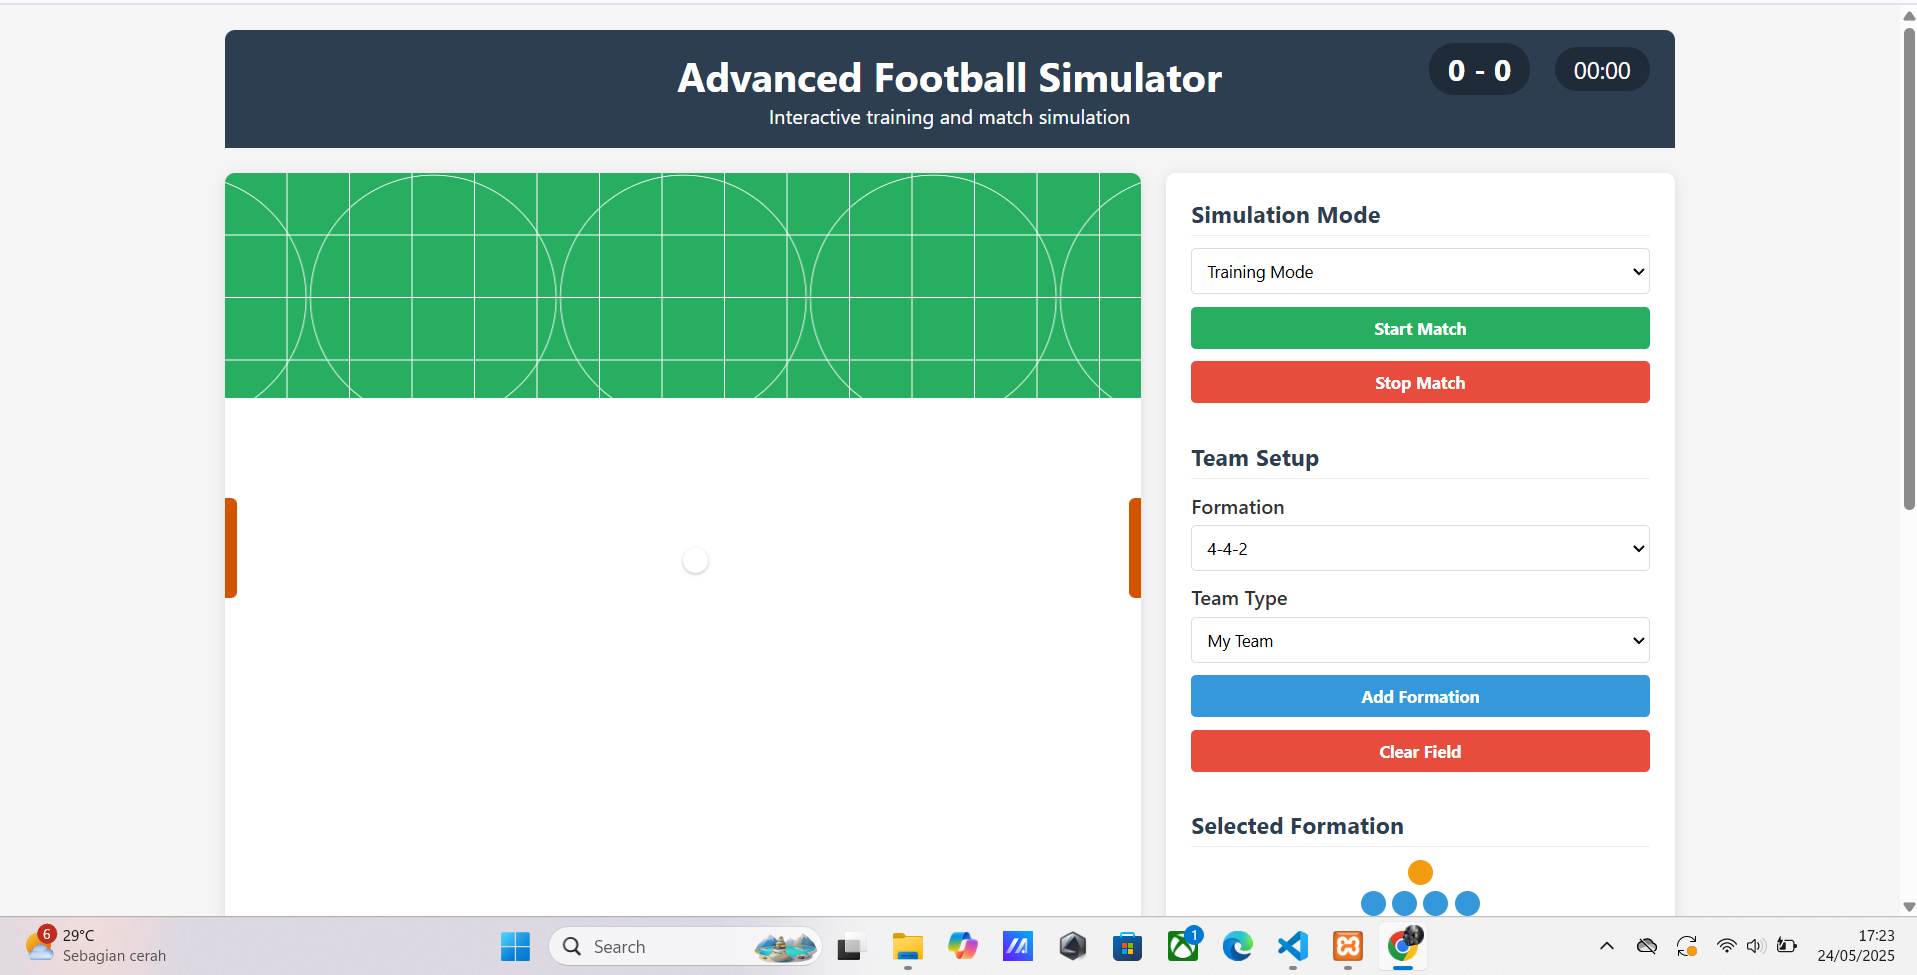 Advanced Football Simulator
Interactive training and match simulation
0 - 0
00:00
Simulation Mode
Training Mode
Start Match
Stop Match
Team Setup
Formation
4-4-2
Team Type
My Team
Add Formation
Clear Field
Selected Formation
6
29°C
Sebagian cerah
Search
1
17:23
24/05/2025